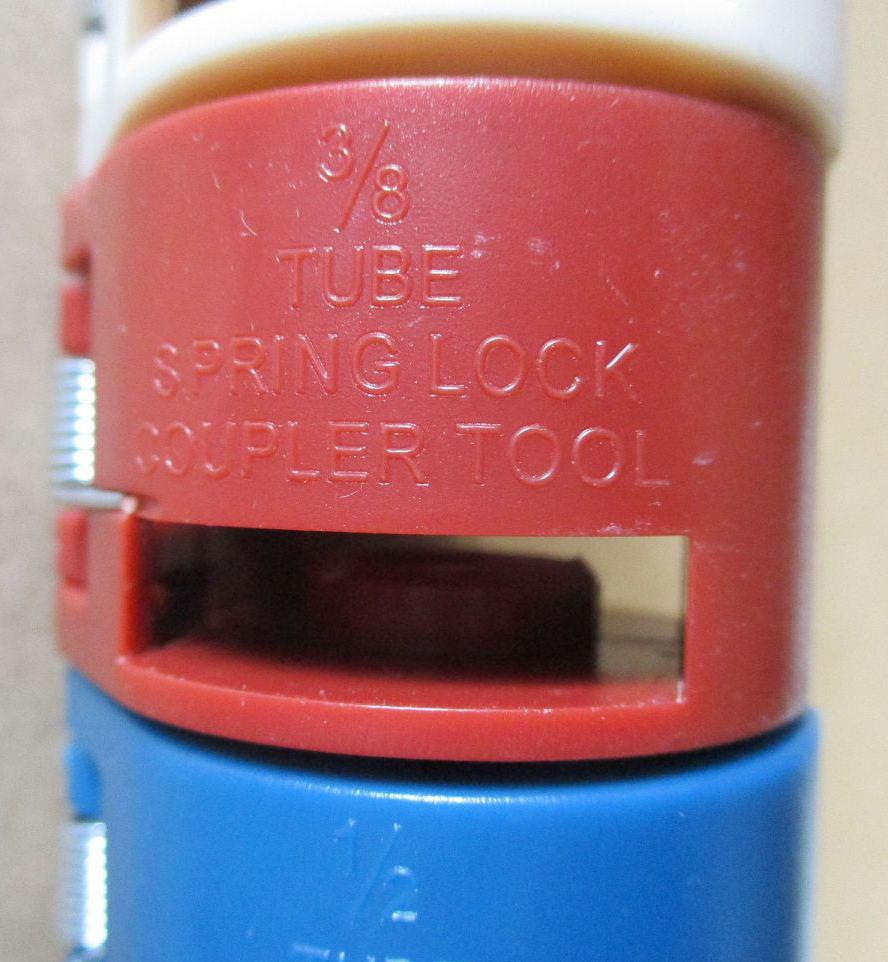 3/8
TUBE
SPRING LOCK
COUPLER TOOL
1/2